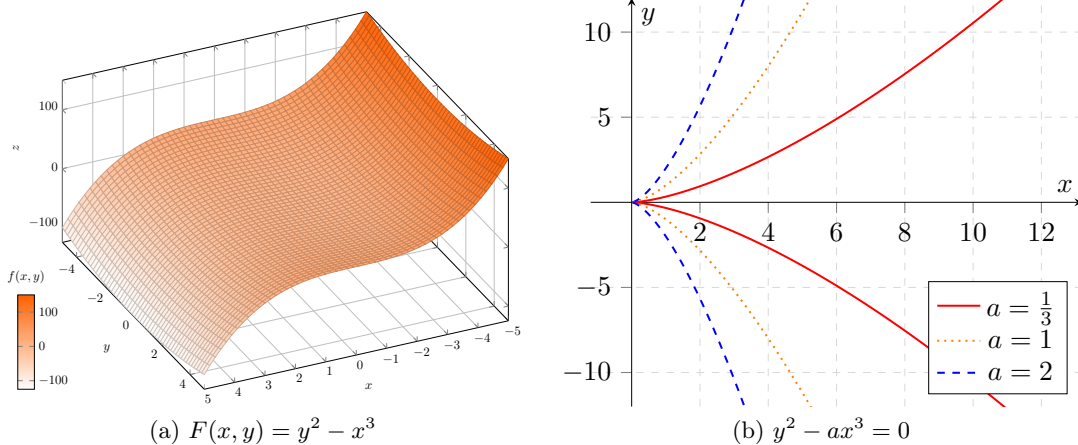 100
0
−100
z
−4
−2
0
2
4
y
5
4
3
2
1
0
−1
−2
−3
−4
−5
x
f(x, y)
100
0
−100
(a) F(x, y) = y² − x³
y
x
10
5
−5
−10
2
4
6
8
10
12
a = 1/3
a = 1
a = 2
(b) y² − ax³ = 0